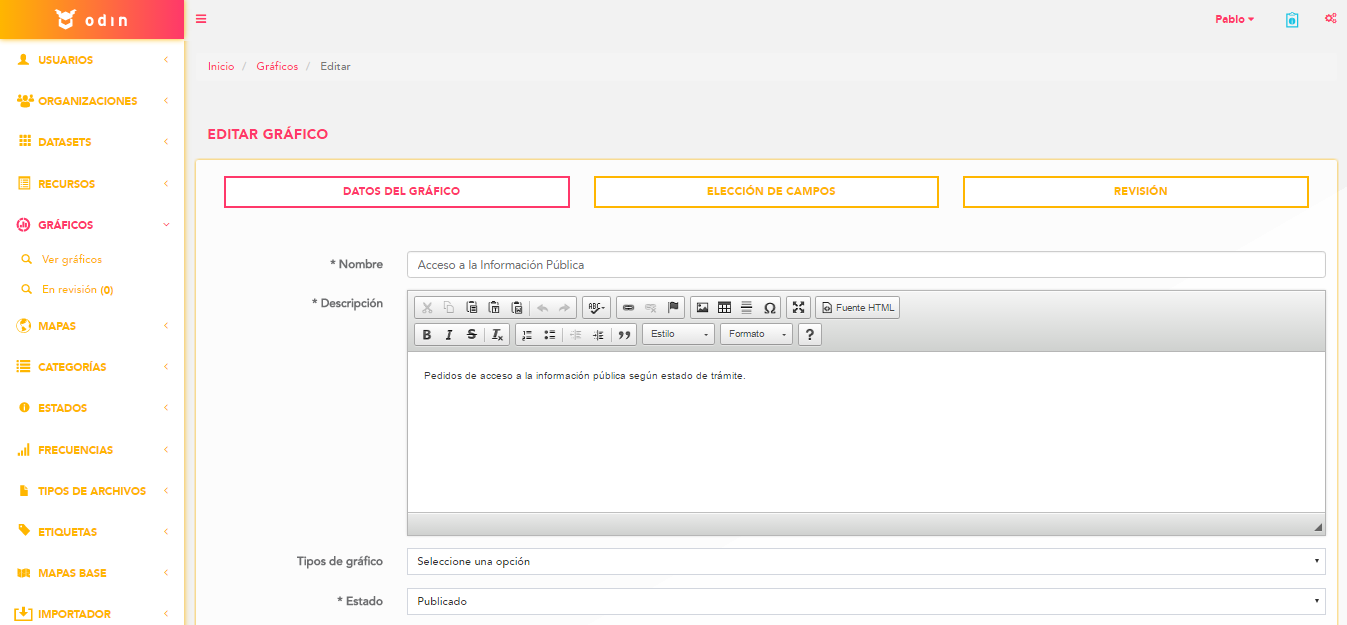 odin
Pablo
USUARIOS
ORGANIZACIONES
DATASETS
RECURSOS
GRÁFICOS
Ver gráficos
En revisión (0)
MAPAS
CATEGORÍAS
ESTADOS
FRECUENCIAS
TIPOS DE ARCHIVOS
ETIQUETAS
MAPAS BASE
IMPORTADOR
Inicio / Gráficos / Editar
EDITAR GRÁFICO
DATOS DEL GRÁFICO
ELECCIÓN DE CAMPOS
REVISIÓN
* Nombre
Acceso a la Información Pública
* Descripción
ABC
Fuente HTML
B I S Ix
Estilo
Formato
?
Pedidos de acceso a la información pública según estado de trámite.
Tipos de gráfico
Seleccione una opción
* Estado
Publicado